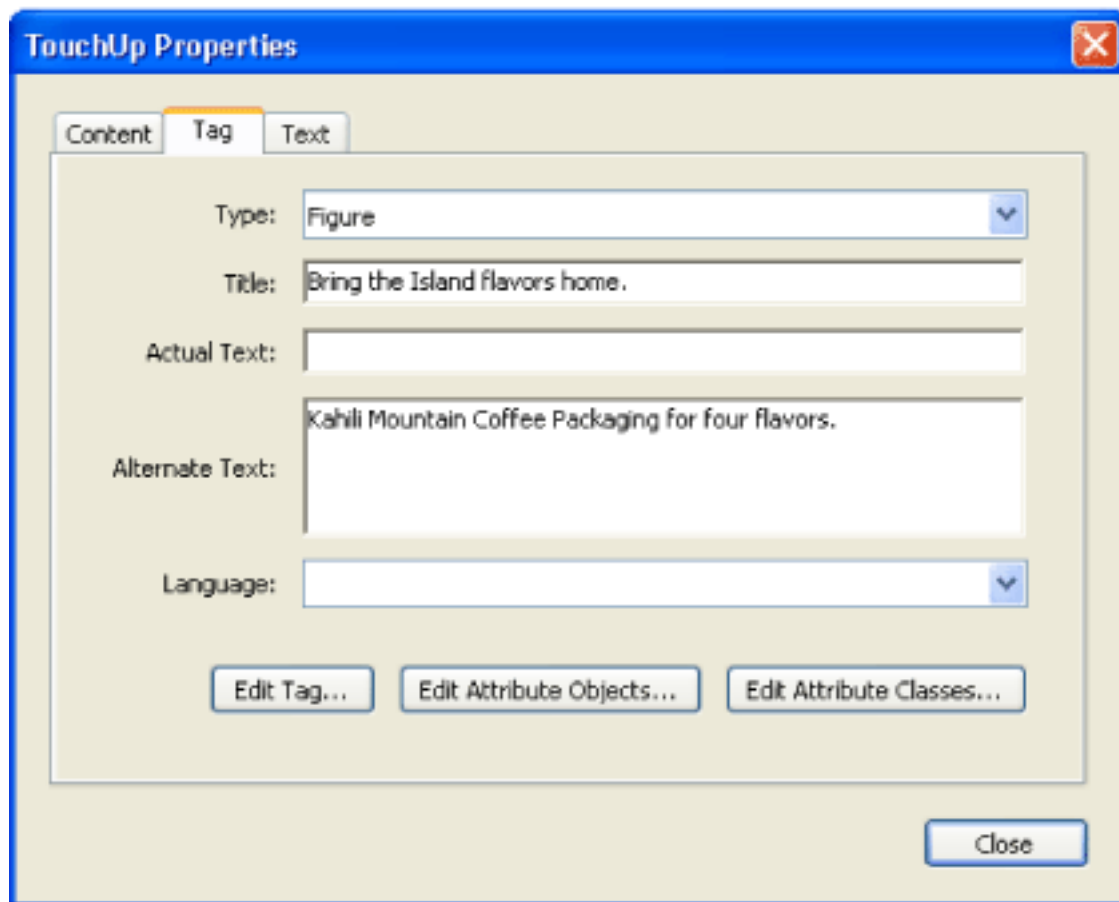 TouchUp Properties
Content Tag Text
Type: Figure
Title: Bring the Island flavors home.
Actual Text:
Kahili Mountain Coffee Packaging for four flavors.
Alternate Text:
Language:
Edit Tag... Edit Attribute Objects... Edit Attribute Classes...
Close